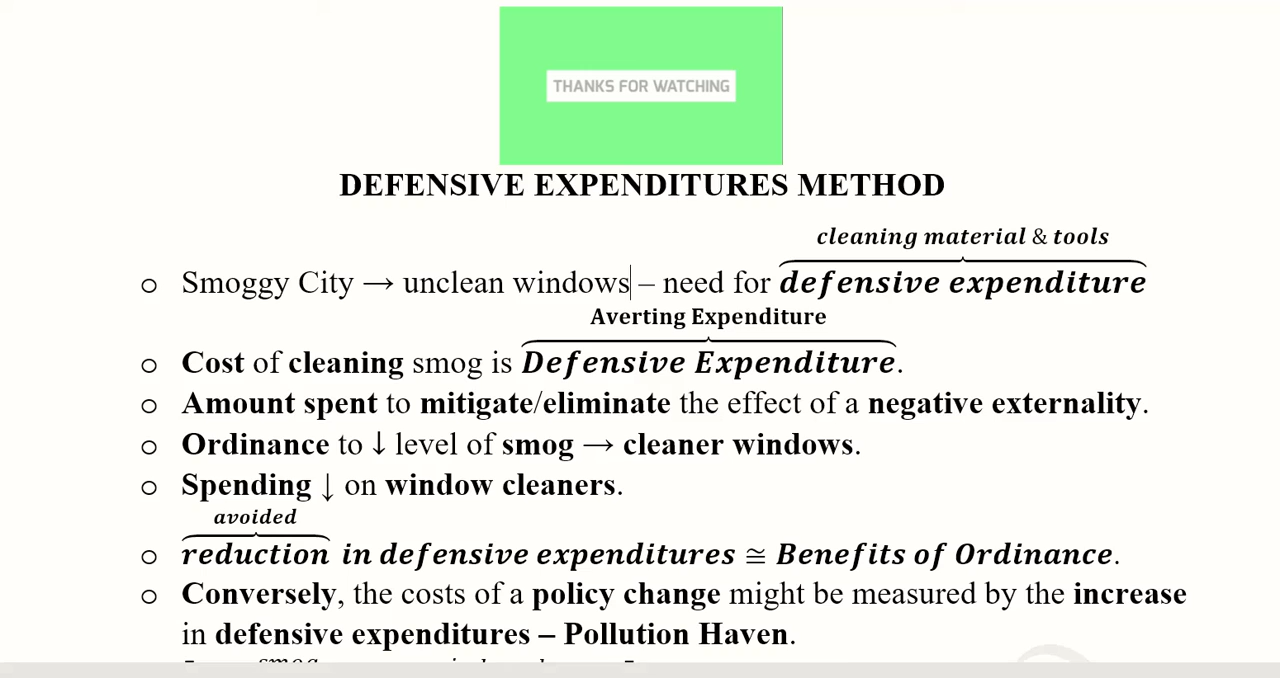 THANKS FOR WATCHING
DEFENSIVE EXPENDITURES METHOD
cleaning material & tools
○ Smoggy City → unclean windows – need for defensive expenditure
Averting Expenditure
○ Cost of cleaning smog is Defensive Expenditure.
○ Amount spent to mitigate/eliminate the effect of a negative externality.
○ Ordinance to ↓ level of smog → cleaner windows.
○ Spending ↓ on window cleaners.
avoided
○ reduction in defensive expenditures ≅ Benefits of Ordinance.
○ Conversely, the costs of a policy change might be measured by the increase
in defensive expenditures – Pollution Haven.
smog